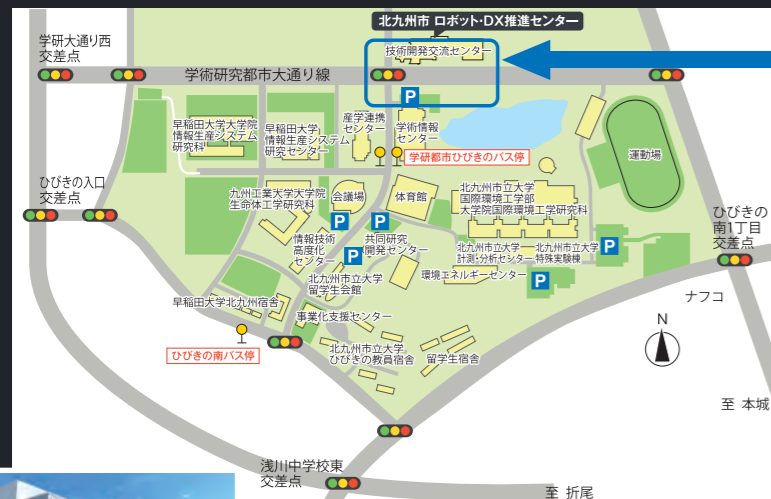 北九州市 ロボット・DX推進センター
技術開発交流センター
学研大通り西
交差点
学術研究都市大通り線
P
早稲田大学大学院
情報生産システム
研究科
早稲田大学
情報生産システム
研究センター
産学連携
センター
学術情報
センター
学研都市ひびきのバス停
運動場
ひびきの入口
交差点
九州工業大学大学院
生命体工学研究科
会議場
体育館
北九州市立大学
国際環境工学部
大学院国際環境工学研究科
ひびきの
南1丁目
交差点
P
P
情報技術
高度化
センター
共同研究
開発センター
北九州市立大学
計測・分析センター
北九州市立大学
特殊実験棟
P
P
北九州市立大学
留学生会館
環境エネルギーセンター
P
ナフコ
早稲田大学北九州宿舎
事業化支援センター
N
ひびきの南バス停
北九州市立大学
ひびきの教員宿舎
留学生宿舎
至 本城
浅川中学校東
交差点
至 折尾